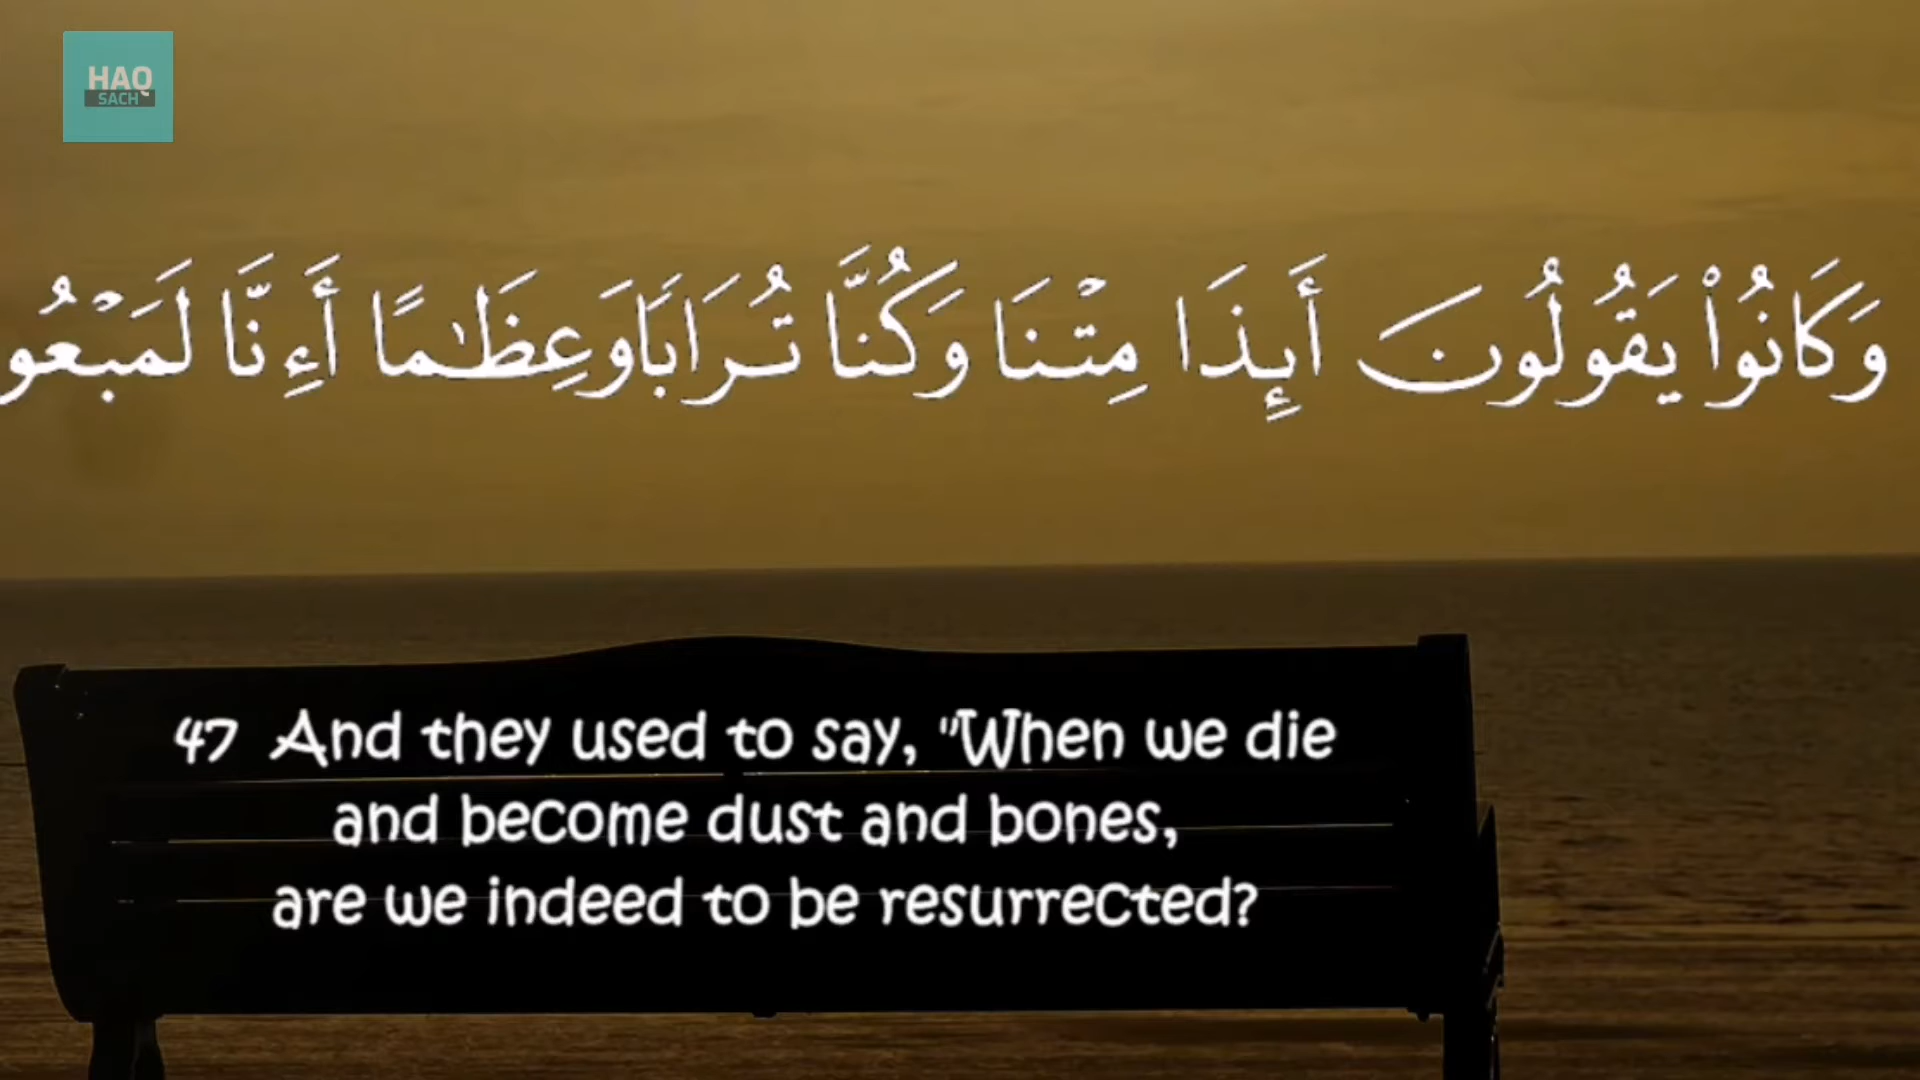 HAQ
SACH
وَكَانُوا۟ يَقُولُونَ أَئِذَا مِتْنَا وَكُنَّا تُرَابًا وَعِظَٰمًا أَءِنَّا لَمَبْعُو
47 And they used to say, "When we die
and become dust and bones,
are we indeed to be resurrected?